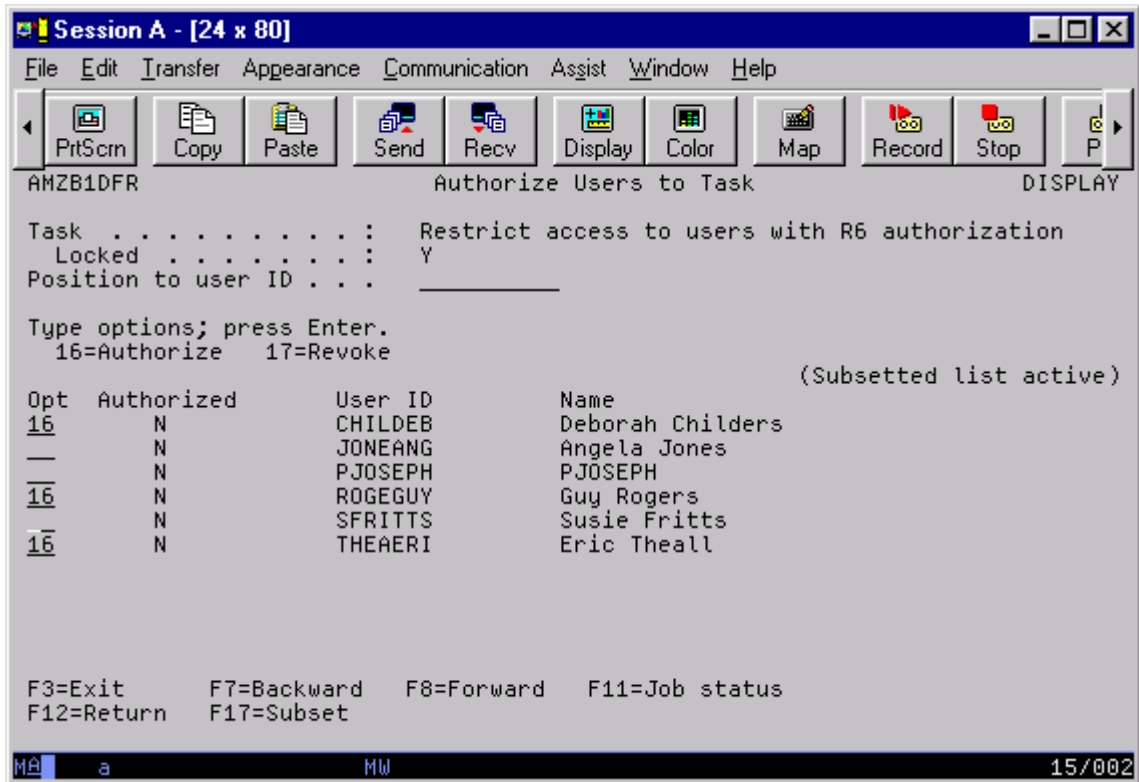 Session A - [24 x 80]
File Edit Transfer Appearance Communication Assist Window Help
PrtScrn Copy Paste Send Recv Display Color Map Record Stop P
AMZB1DFR Authorize Users to Task DISPLAY
Task . . . . . . . . . . : Restrict access to users with R6 authorization
Locked . . . . . . . : Y
Position to user ID . . . __________
Type options; press Enter.
16=Authorize 17=Revoke
(Subsetted list active)
Opt Authorized User ID Name
16 N CHILDEB Deborah Childers
__ N JONEANG Angela Jones
__ N PJOSEPH PJOSEPH
16 N ROGEGUY Guy Rogers
__ N SFRITTS Susie Fritts
16 N THEAERI Eric Theall
F3=Exit F7=Backward F8=Forward F11=Job status
F12=Return F17=Subset
MA a MW 15/002